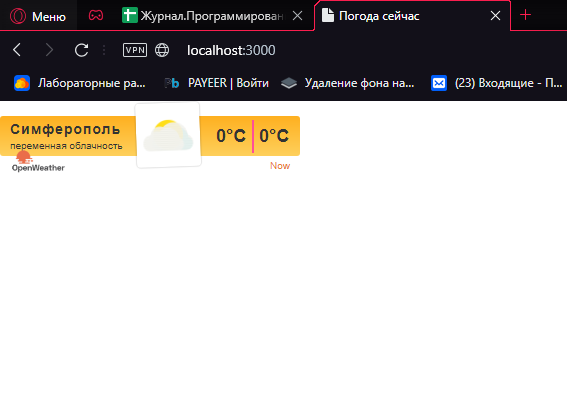 Меню
Журнал.Программирован
Погода сейчас
VPN
localhost:3000
Лабораторные ра...
Pb PAYEER | Войти
Удаление фона на...
(23) Входящие - П...
Симферополь
переменная облачность
0°C 0°C
OpenWeather
Now